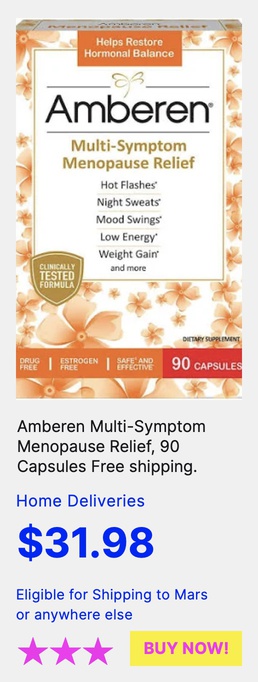 Menopause Relief
Helps Restore
Hormonal Balance
Amberen®
Multi-Symptom
Menopause Relief
Hot Flashes*
Night Sweats*
Mood Swings*
Low Energy*
Weight Gain*
and more
CLINICALLY
TESTED
FORMULA
DIETARY SUPPLEMENT
DRUG
FREE
ESTROGEN
FREE
SAFE* AND
EFFECTIVE
90 CAPSULES
Amberen Multi-Symptom
Menopause Relief, 90
Capsules Free shipping.
Home Deliveries
$31.98
Eligible for Shipping to Mars
or anywhere else
BUY NOW!